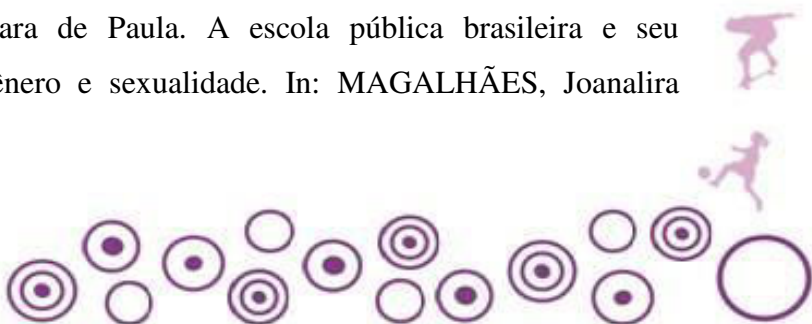 ara de Paula. A escola pública brasileira e seu
ênero e sexualidade. In: MAGALHÃES, Joanalira